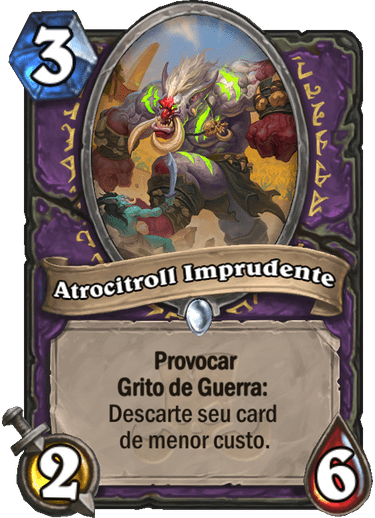 3
Atrocitroll Imprudente
Provocar
Grito de Guerra:
Descarte seu card
de menor custo.
2
6